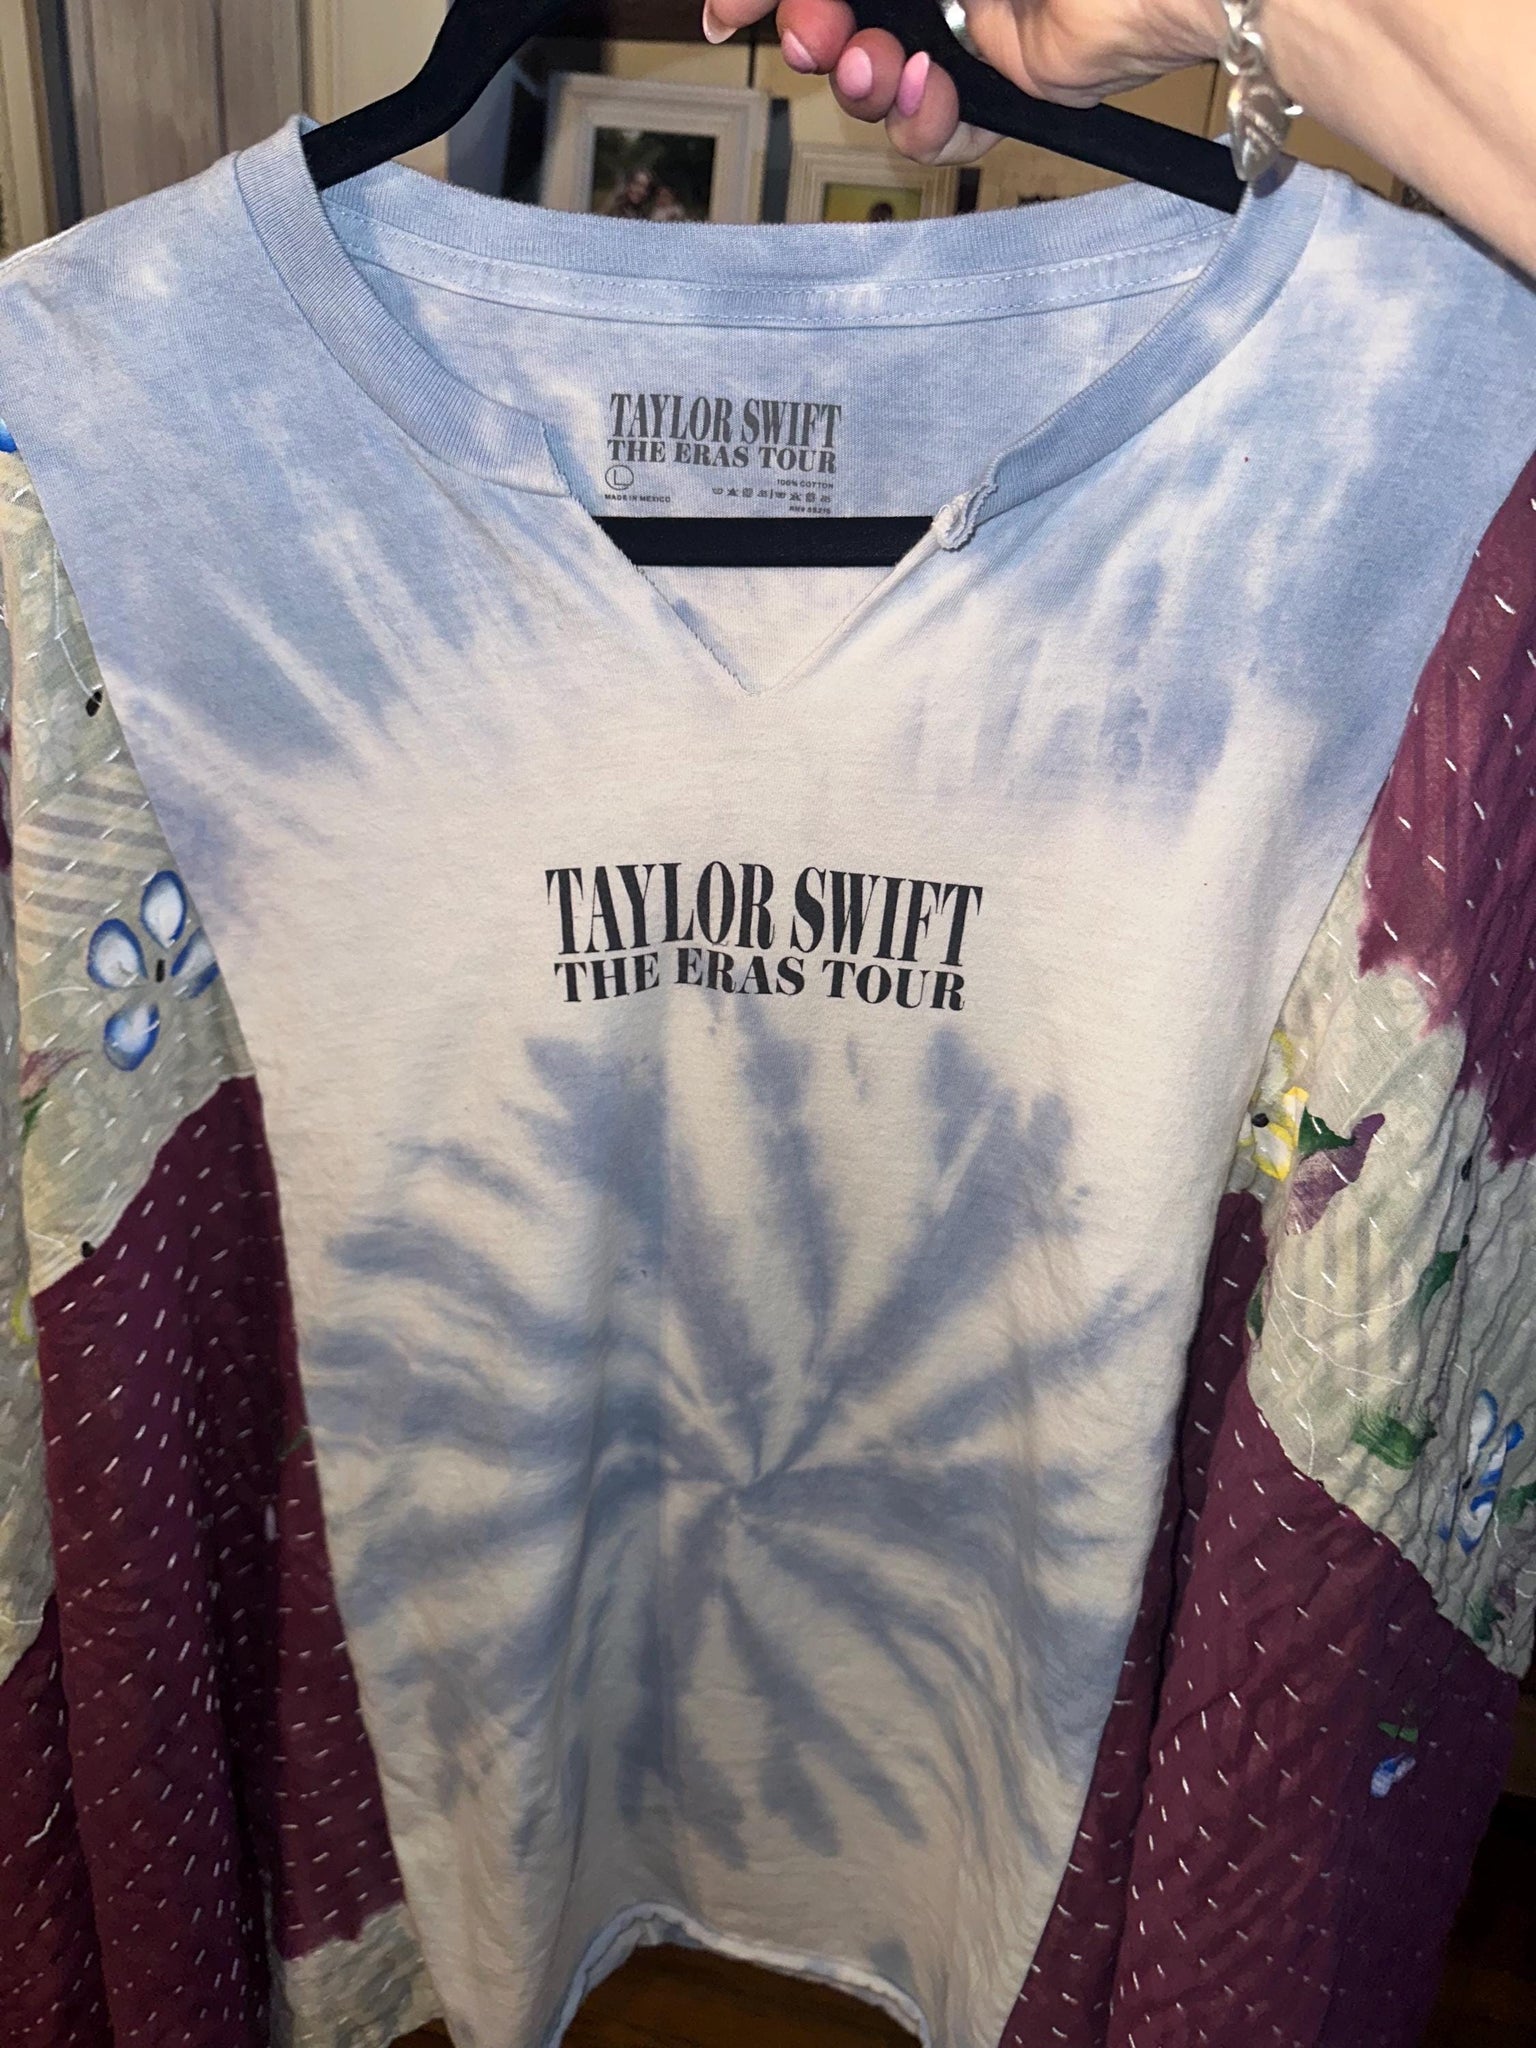 TAYLOR SWIFT
THE ERAS TOUR
L
100% COTTON
MADE IN MEXICO
TAYLOR SWIFT
THE ERAS TOUR